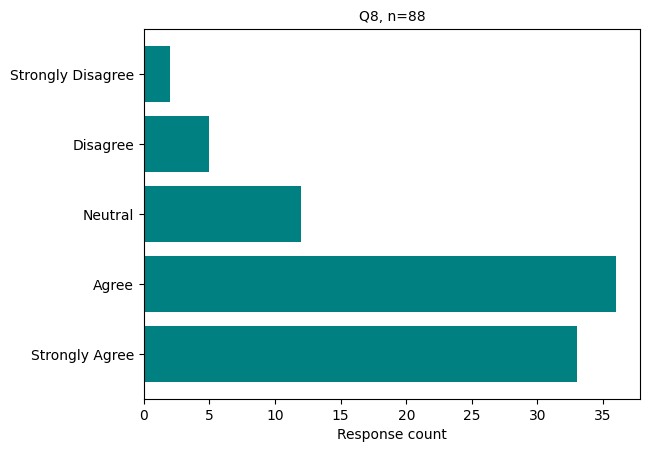 Q8, n=88
Strongly Disagree
Disagree
Neutral
Agree
Strongly Agree
0 5 10 15 20 25 30 35
Response count